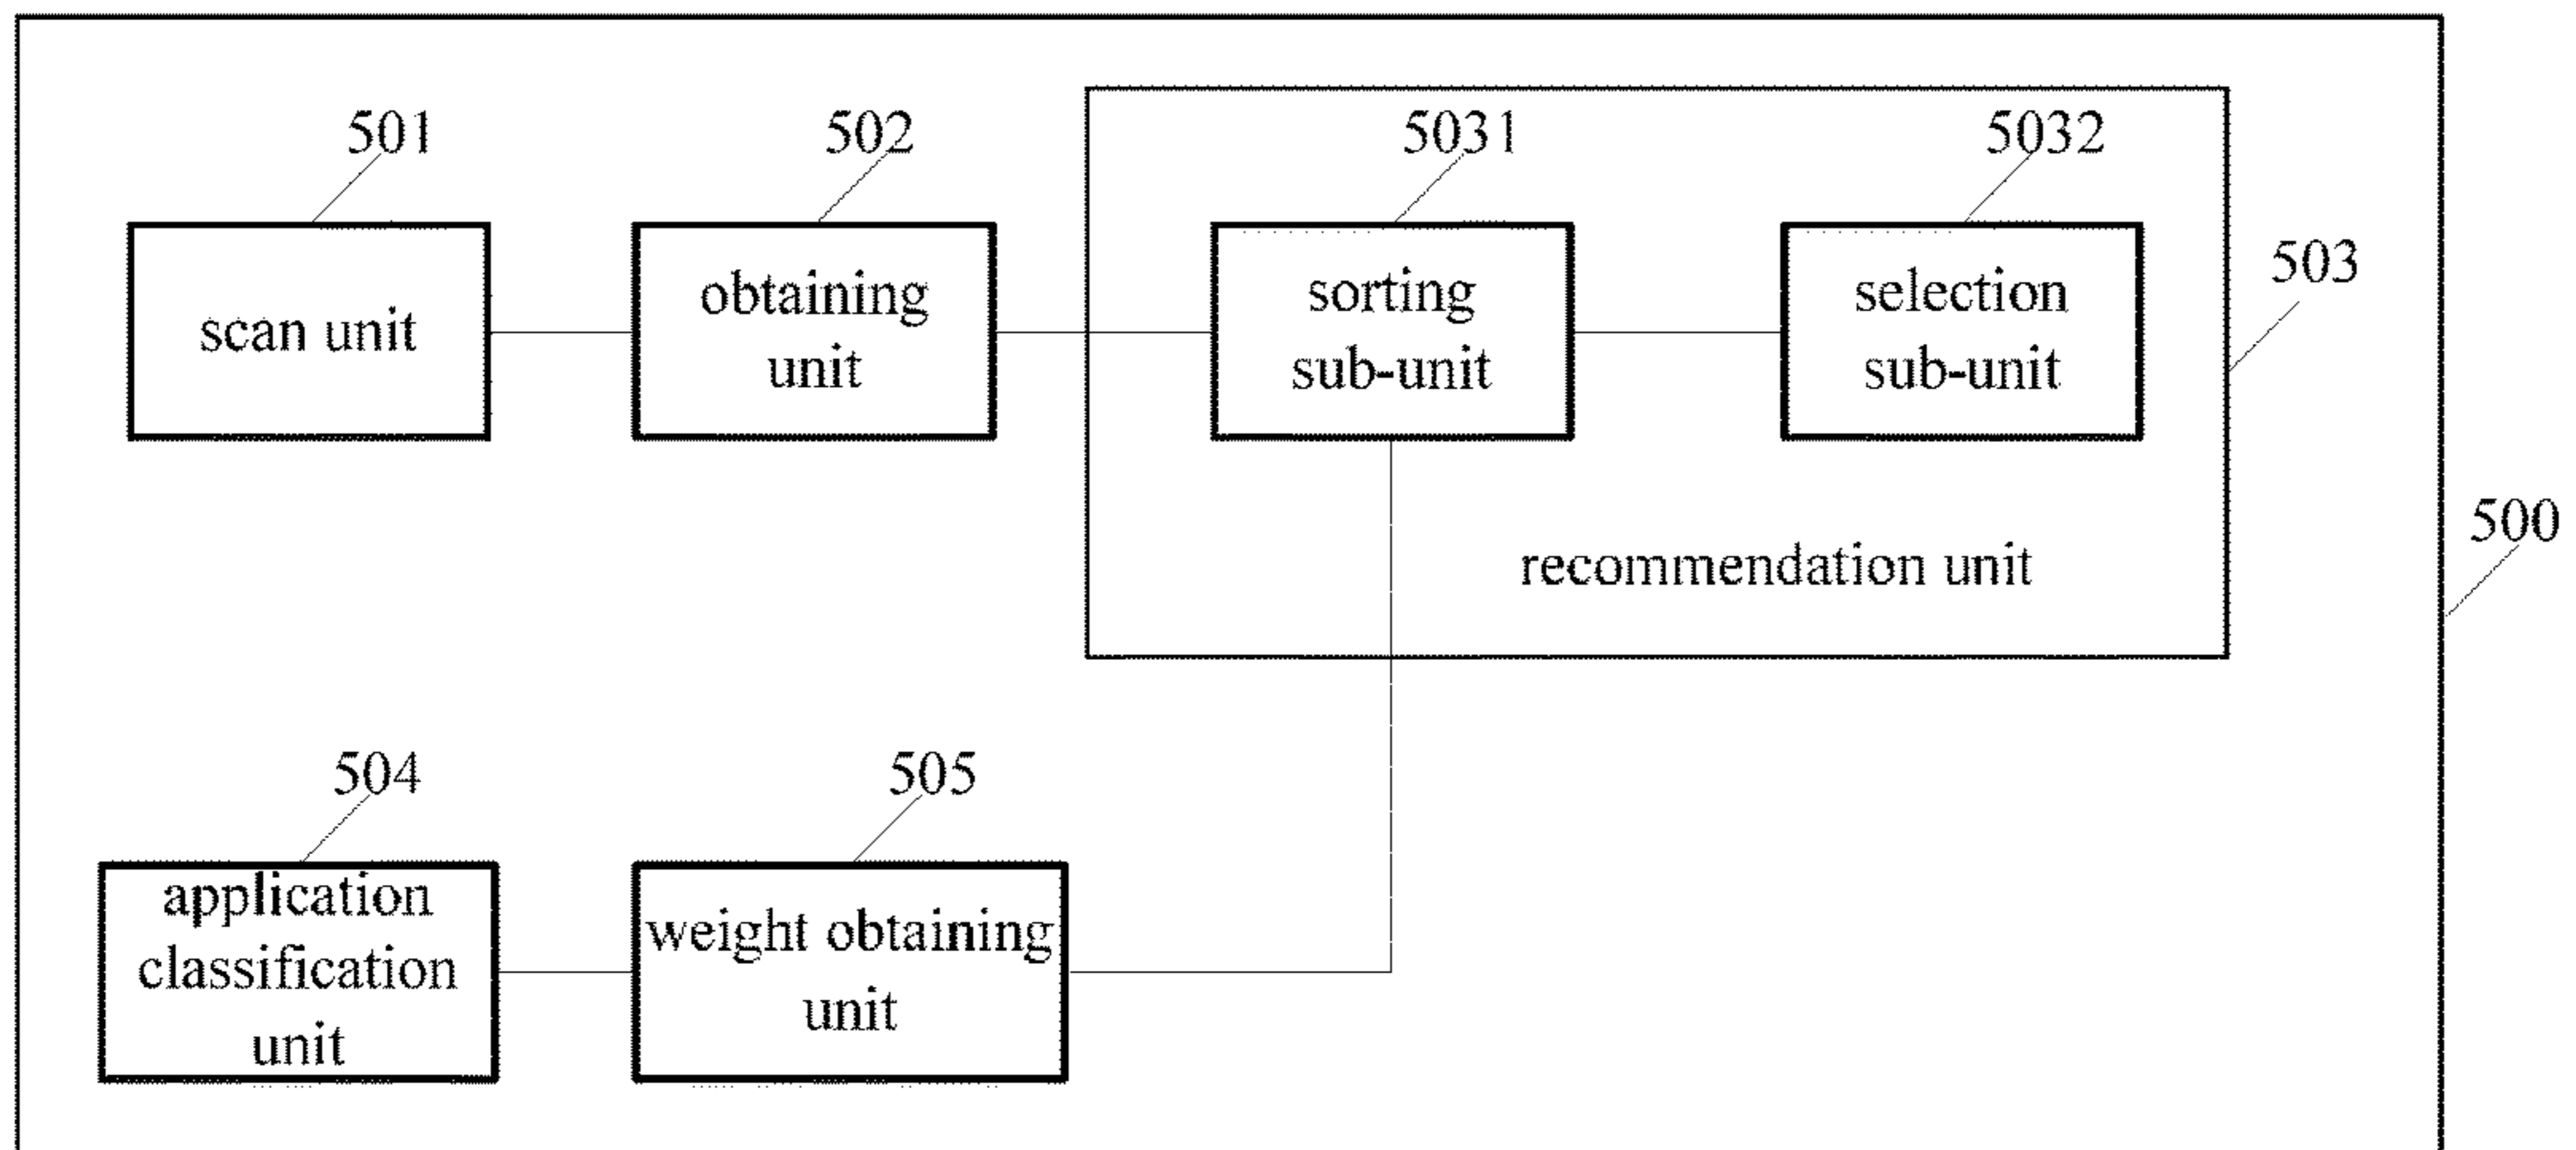 501
502
5031
5032
scan unit
obtaining
unit
sorting
sub-unit
selection
sub-unit
503
recommendation unit
500
504
505
application
classification
unit
weight obtaining
unit